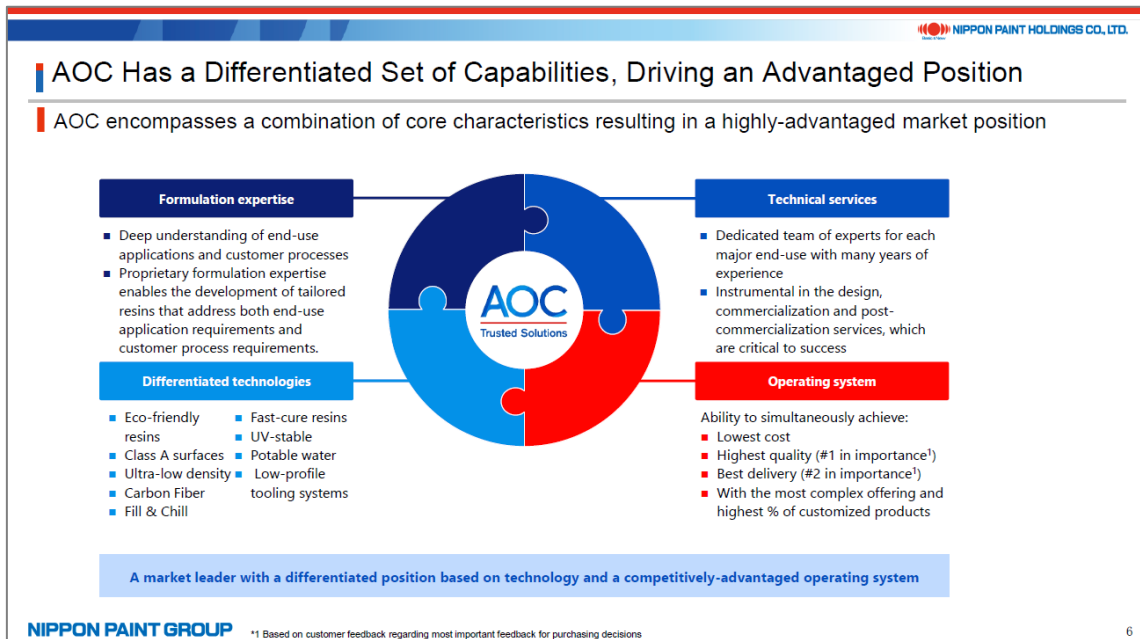 NIPPON PAINT HOLDINGS CO., LTD.
AOC Has a Differentiated Set of Capabilities, Driving an Advantaged Position
AOC encompasses a combination of core characteristics resulting in a highly-advantaged market position
Formulation expertise
■ Deep understanding of end-use
applications and customer processes
■ Proprietary formulation expertise
enables the development of tailored
resins that address both end-use
application requirements and
customer process requirements.
Technical services
■ Dedicated team of experts for each
major end-use with many years of
experience
■ Instrumental in the design,
commercialization and post-
commercialization services, which
are critical to success
AOC
Trusted Solutions
Differentiated technologies
■ Eco-friendly
resins
■ Class A surfaces
■ Ultra-low density
■ Carbon Fiber
■ Fill & Chill
■ Fast-cure resins
■ UV-stable
■ Potable water
■ Low-profile
tooling systems
Operating system
Ability to simultaneously achieve:
■ Lowest cost
■ Highest quality (#1 in importance¹)
■ Best delivery (#2 in importance¹)
■ With the most complex offering and
highest % of customized products
A market leader with a differentiated position based on technology and a competitively-advantaged operating system
NIPPON PAINT GROUP
*1 Based on customer feedback regarding most important feedback for purchasing decisions
6